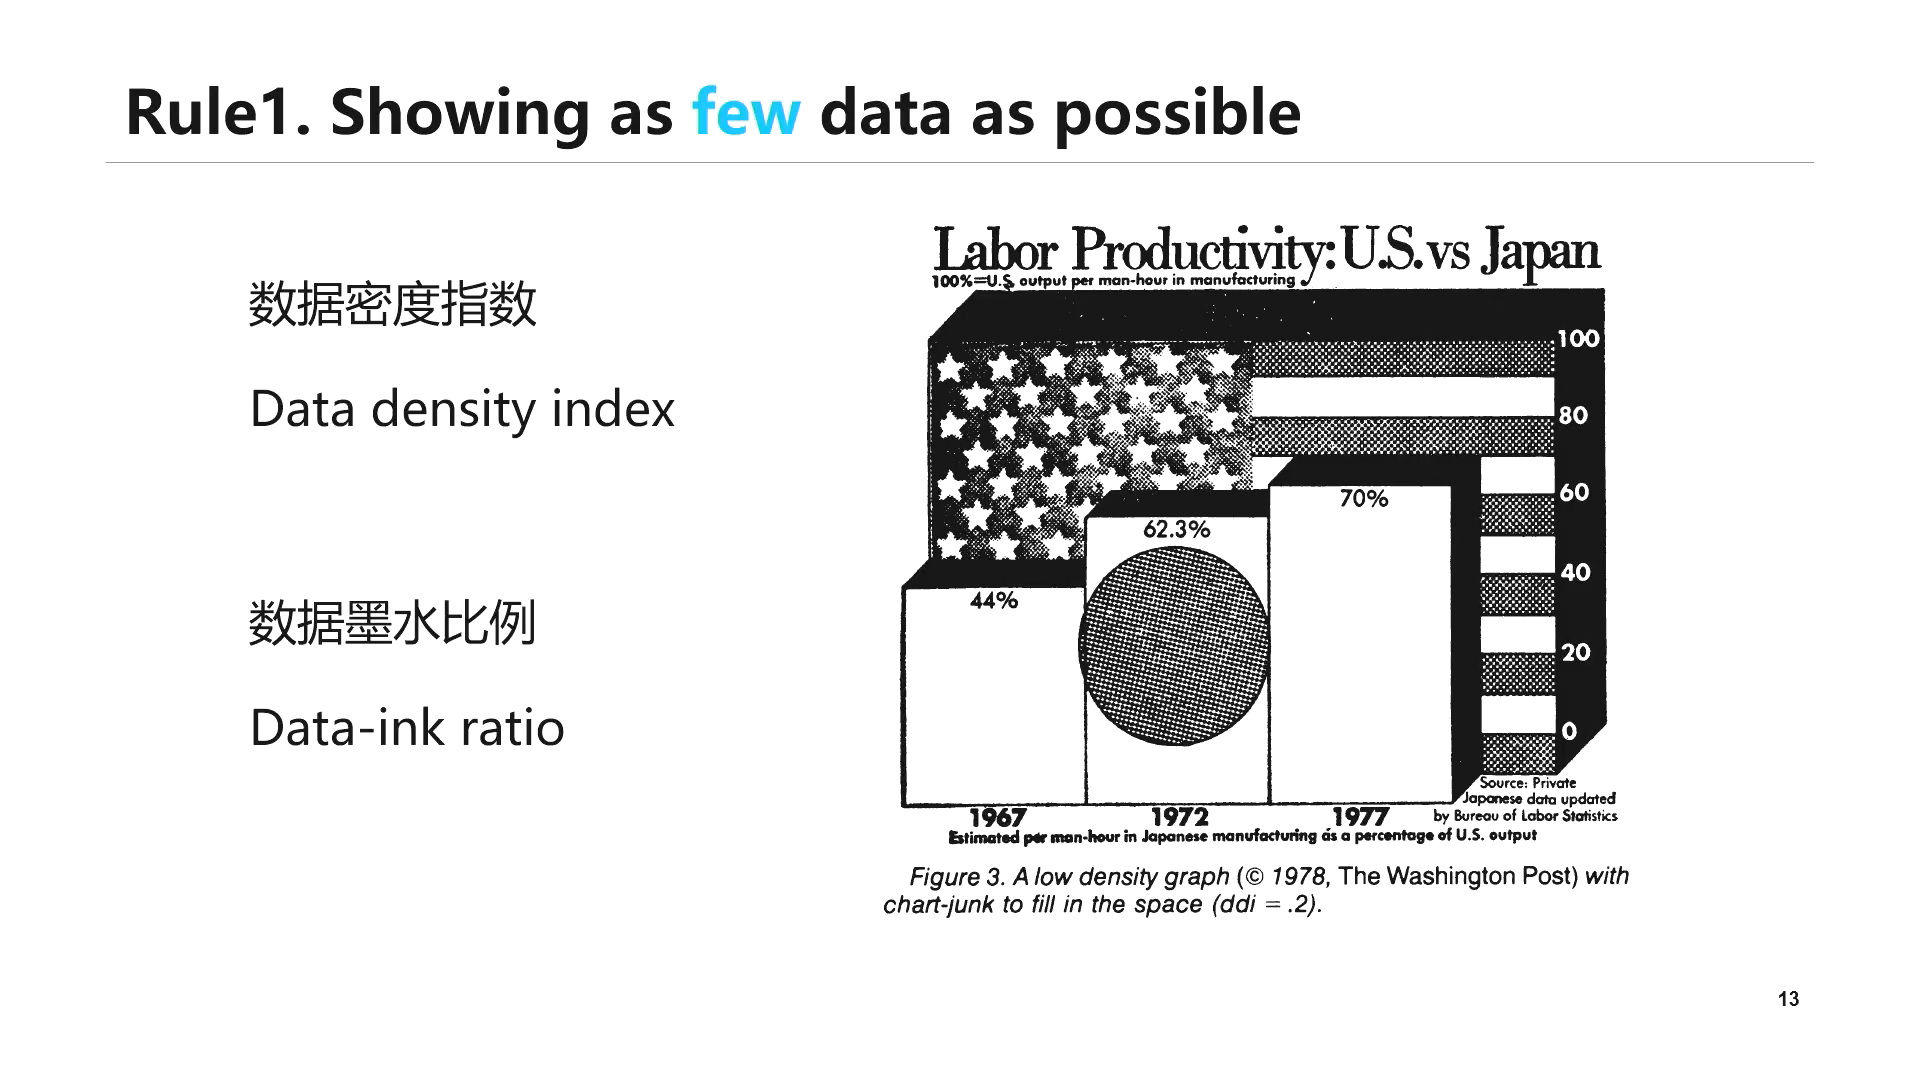 Rule1. Showing as few data as possible
数据密度指数
Data density index
数据墨水比例
Data-ink ratio
Labor Productivity: U.S. vs Japan
100%=U.S. output per man-hour in manufacturing
100
80
60
40
20
0
44%
62.3%
70%
1967
1972
1977
Source: Private
Japanese data updated
by Bureau of Labor Statistics
Estimated per man-hour in Japanese manufacturing as a percentage of U.S. output
Figure 3. A low density graph (© 1978, The Washington Post) with
chart-junk to fill in the space (ddi = .2).
13